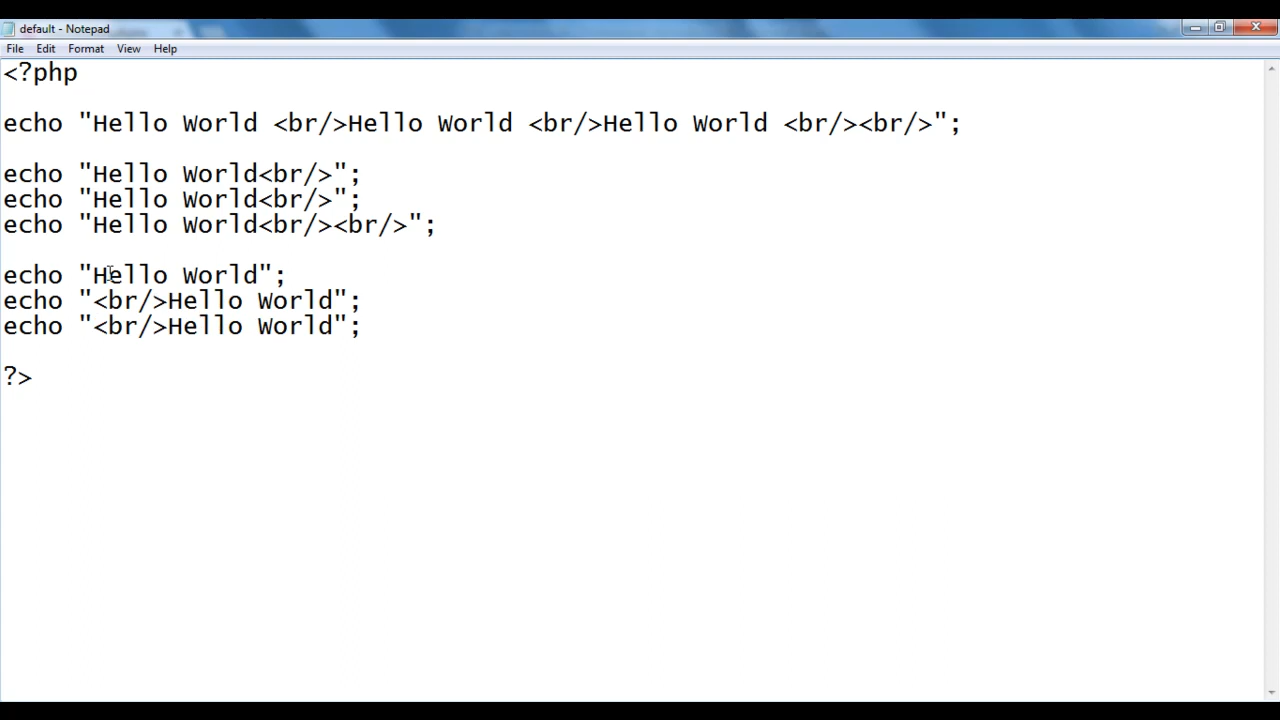 default - Notepad
File Edit Format View Help
<?php
echo "Hello World <br/>Hello World <br/>Hello World <br/><br/>";
echo "Hello World<br/>";
echo "Hello World<br/>";
echo "Hello World<br/><br/>";
echo "Hello World";
echo "<br/>Hello World";
echo "<br/>Hello World";
?>